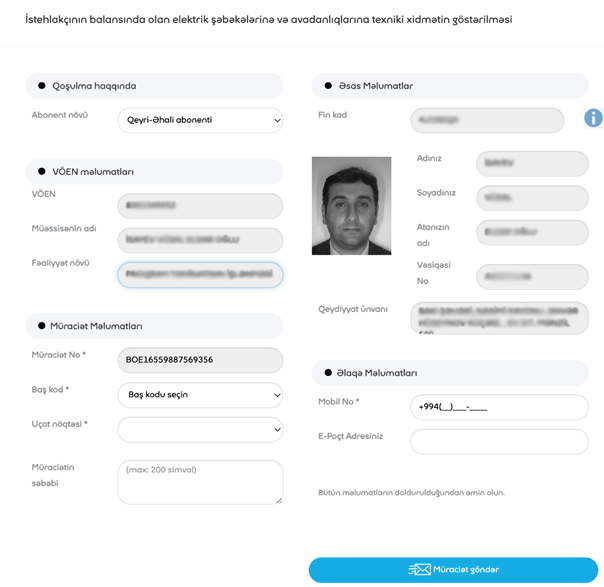 İstehlakçının balansında olan elektrik şəbəkələrinə və avadanlıqlarına texniki xidmətin göstərilməsi
Qoşulma haqqında
Abonent növü
Qeyri-Əhali abonenti
VÖEN məlumatları
VÖEN
Müəssisənin adı
Fəaliyyət növü
Müraciət Məlumatları
Müraciət No *
BOE16559887569356
Baş kod *
Baş kodu seçin
Uçot nöqtəsi *
Müraciətin
səbəbi
(max: 200 simvol)
Əsas Məlumatlar
Fin kod
Adınız
Soyadınız
Atanızın
adı
Vəsiqəsi
No
Qeydiyyat ünvanı
Əlaqə Məlumatları
Mobil No *
+994(__)___-____
E-Poçt Adresiniz
Bütün məlumatların doldurulduğundan əmin olun.
Müraciət göndər